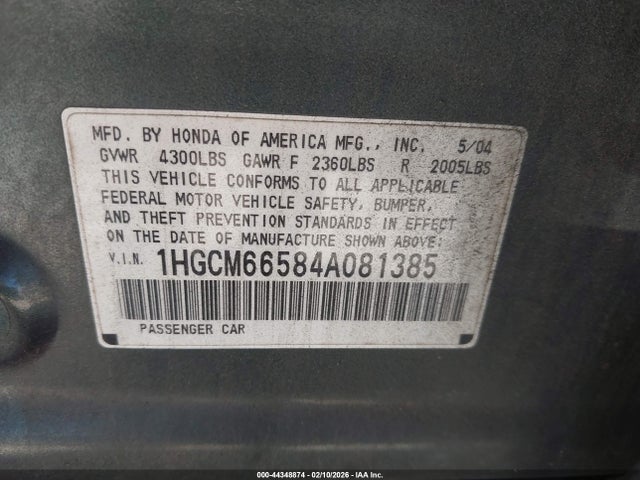 MFD. BY HONDA OF AMERICA MFG., INC. 5/04
GVWR 4300LBS GAWR F 2360LBS R 2005LBS
THIS VEHICLE CONFORMS TO ALL APPLICABLE
FEDERAL MOTOR VEHICLE SAFETY, BUMPER,
AND THEFT PREVENTION STANDARDS IN EFFECT
ON THE DATE OF MANUFACTURE SHOWN ABOVE:
V.I.N. 1HGCM66584A081385
PASSENGER CAR
000-44348874 - 02/10/2026 - IAA Inc.